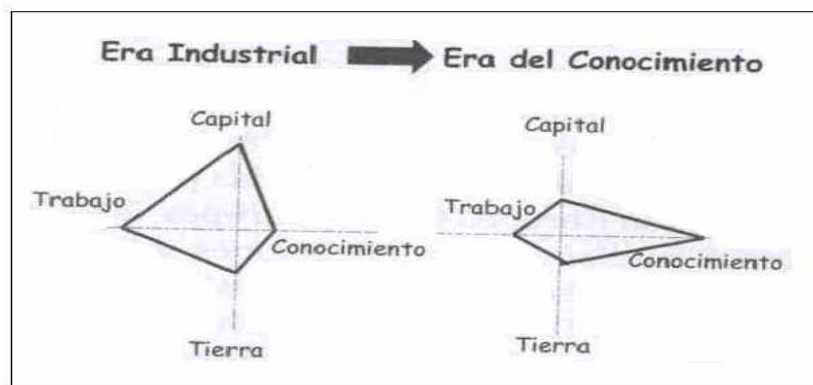 Era Industrial Era del Conocimiento
Capital
Trabajo
Conocimiento
Tierra
Capital
Trabajo
Conocimiento
Tierra